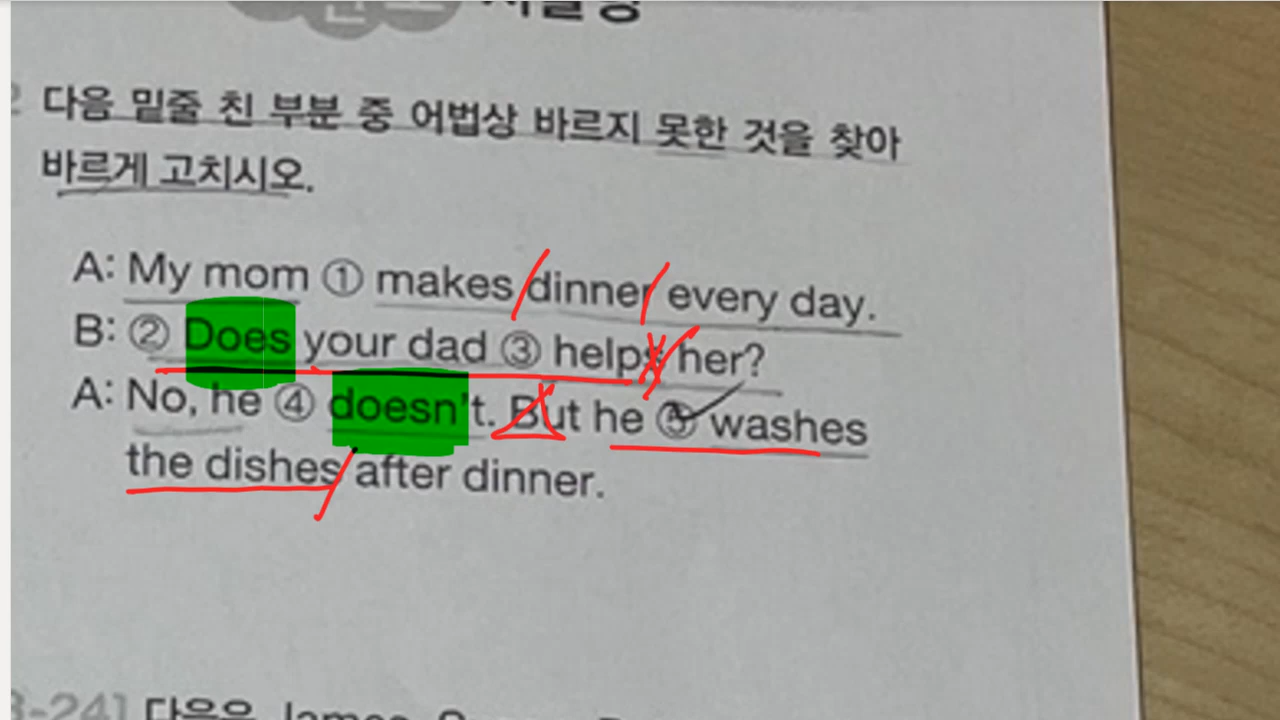 다음 밑줄 친 부분 중 어법상 바르지 못한 것을 찾아
바르게 고치시오.
A: My mom ① makes dinner every day.
B: ② Does your dad ③ helps her?
A: No, he ④ doesn't. But he ⑤ washes
the dishes after dinner.